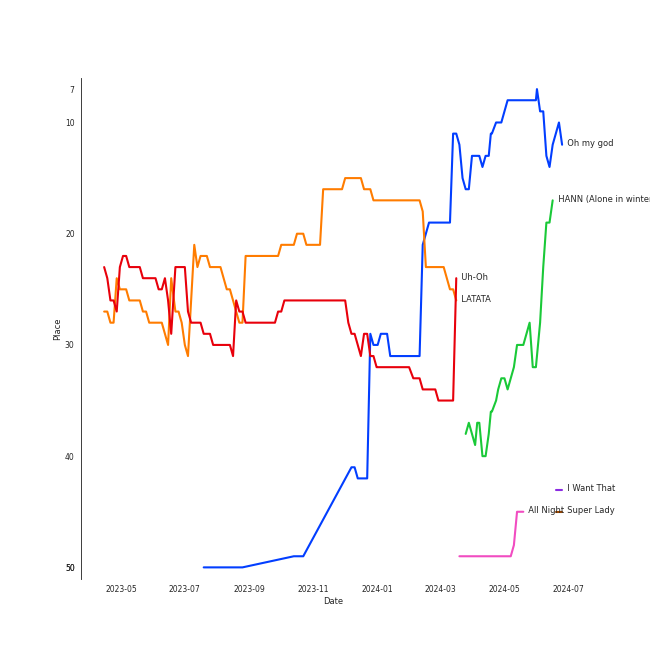 7
10
20
30
40
50
Place
Oh my god
HANN (Alone in winter
Uh-Oh
LATATA
I Want That
All Night
Super Lady
2023-05
2023-07
2023-09
2023-11
2024-01
2024-03
2024-05
2024-07
Date